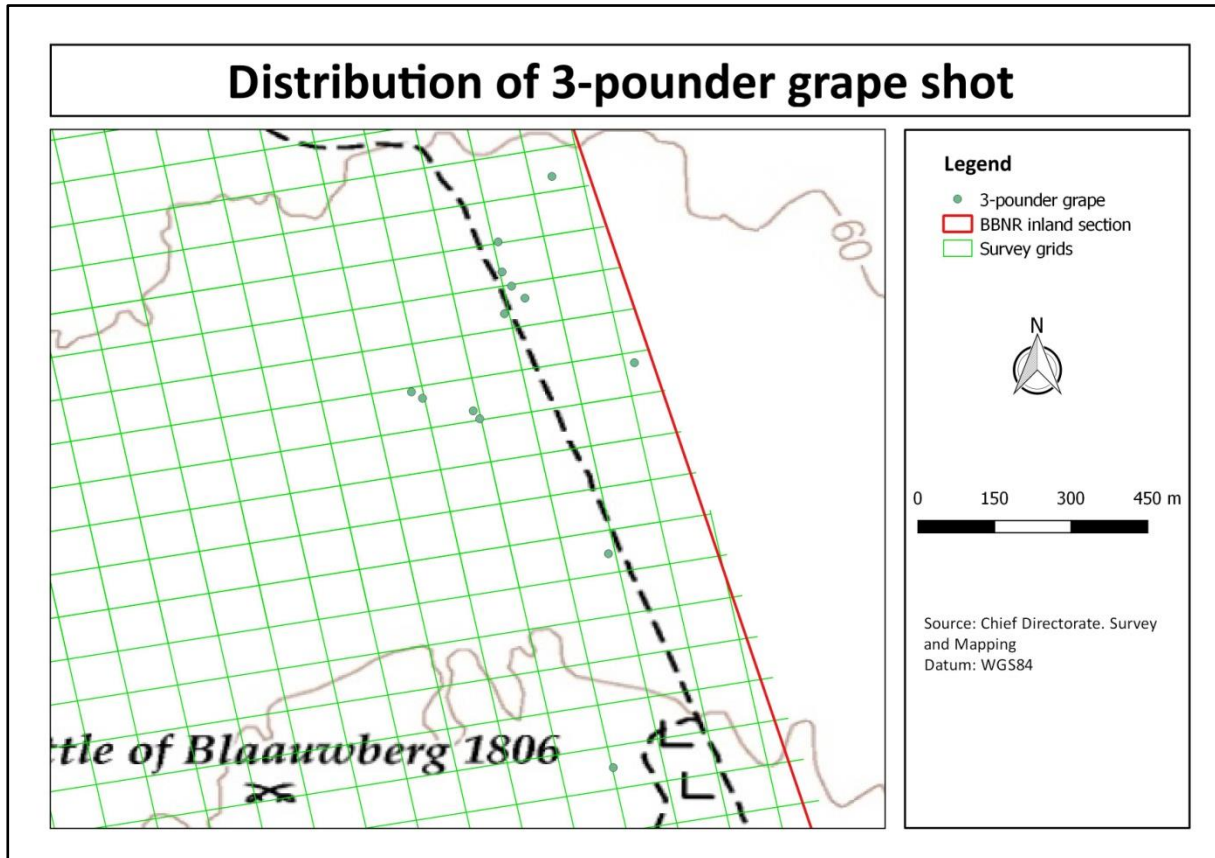 Distribution of 3-pounder grape shot
60
ttle of Blaauwberg 1806
Legend
3-pounder grape
BBNR inland section
Survey grids
N
0 150 300 450 m
Source: Chief Directorate. Survey
and Mapping
Datum: WGS84